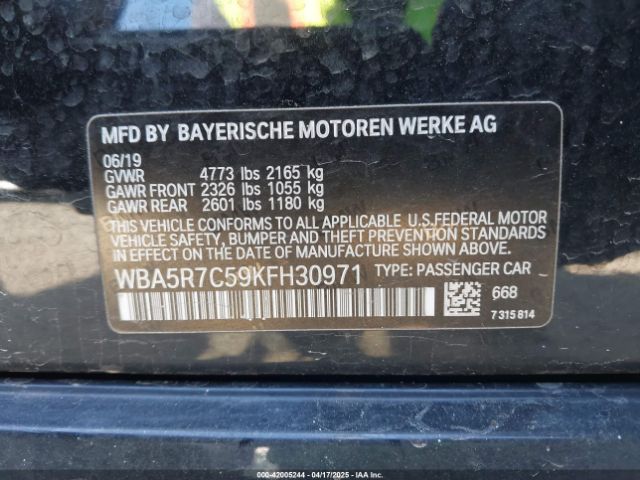 MFD BY BAYERISCHE MOTOREN WERKE AG
06/19
GVWR 4773 lbs 2165 kg
GAWR FRONT 2326 lbs 1055 kg
GAWR REAR 2601 lbs 1180 kg
THIS VEHICLE CONFORMS TO ALL APPLICABLE U.S.FEDERAL MOTOR
VEHICLE SAFETY, BUMPER, AND THEFT PREVENTION STANDARDS
IN EFFECT ON THE DATE OF MANUFACTURE SHOWN ABOVE.
WBA5R7C59KFH30971 TYPE: PASSENGER CAR
668
7 315 814
000-42005244 - 04/17/2025 - IAAI.COM